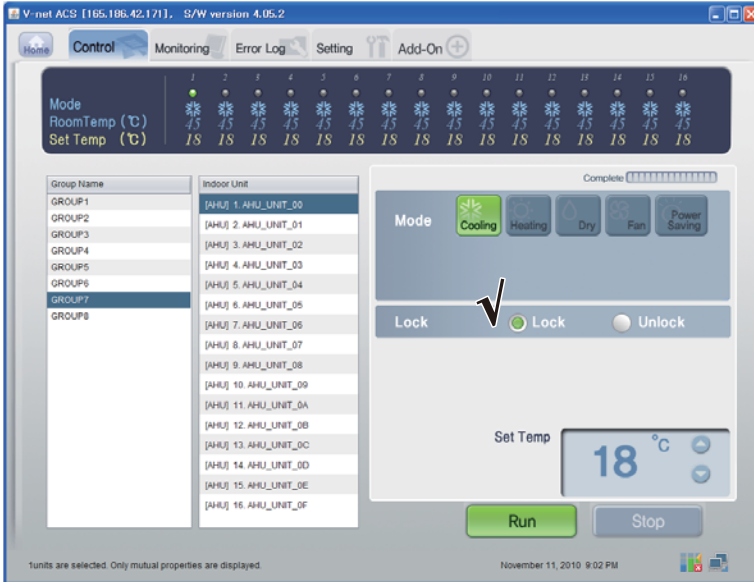 V-net ACS [165.186.42.171], S/W version 4.05.2
Home Control Monitoring Error Log Setting Add-On
1 2 3 4 5 6 7 8 9 10 11 12 13 14 15 16
Mode
RoomTemp (℃) 45 45 45 45 45 45 45 45 45 45 45 45 45 45 45 45
Set Temp (℃) 18 18 18 18 18 18 18 18 18 18 18 18 18 18 18 18
Complete
Group Name
GROUP1
GROUP2
GROUP3
GROUP4
GROUP5
GROUP6
GROUP7
GROUP8
Indoor Unit
[AHU] 1. AHU_UNIT_00
[AHU] 2. AHU_UNIT_01
[AHU] 3. AHU_UNIT_02
[AHU] 4. AHU_UNIT_03
[AHU] 5. AHU_UNIT_04
[AHU] 6. AHU_UNIT_05
[AHU] 7. AHU_UNIT_06
[AHU] 8. AHU_UNIT_07
[AHU] 9. AHU_UNIT_08
[AHU] 10. AHU_UNIT_09
[AHU] 11. AHU_UNIT_0A
[AHU] 12. AHU_UNIT_0B
[AHU] 13. AHU_UNIT_0C
[AHU] 14. AHU_UNIT_0D
[AHU] 15. AHU_UNIT_0E
[AHU] 16. AHU_UNIT_0F
Mode Cooling Heating Dry Fan Power Saving
Lock Lock Unlock
Set Temp 18 °C
Run Stop
1units are selected. Only mutual properties are displayed. November 11, 2010 9:02 PM